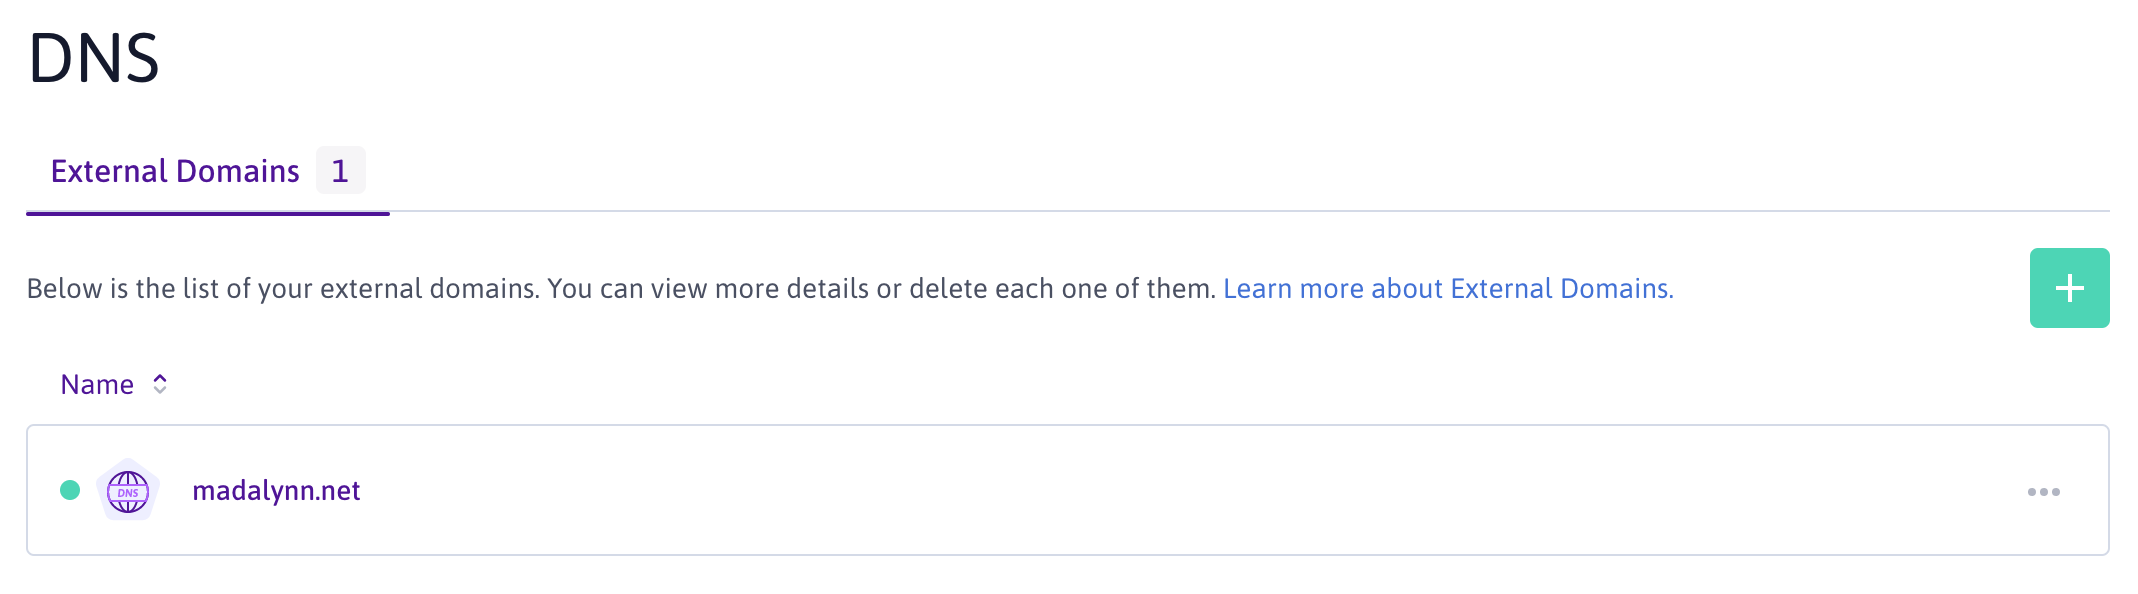 DNS
External Domains 1
Below is the list of your external domains. You can view more details or delete each one of them. Learn more about External Domains.
Name
DNS madalynn.net